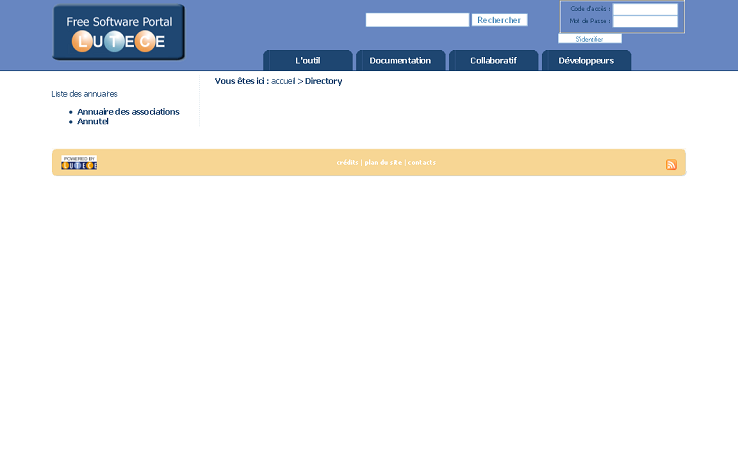 Free Software Portal
LUTECE
Rechercher
Code d'accès :
Mot de Passe :
S'identifier
L'outil
Documentation
Collaboratif
Développeurs
Vous êtes ici : accueil > Directory
Liste des annuaires
Annuaire des associations
Annutel
POWERED BY
LUTECE
crédits | plan de site | contacts